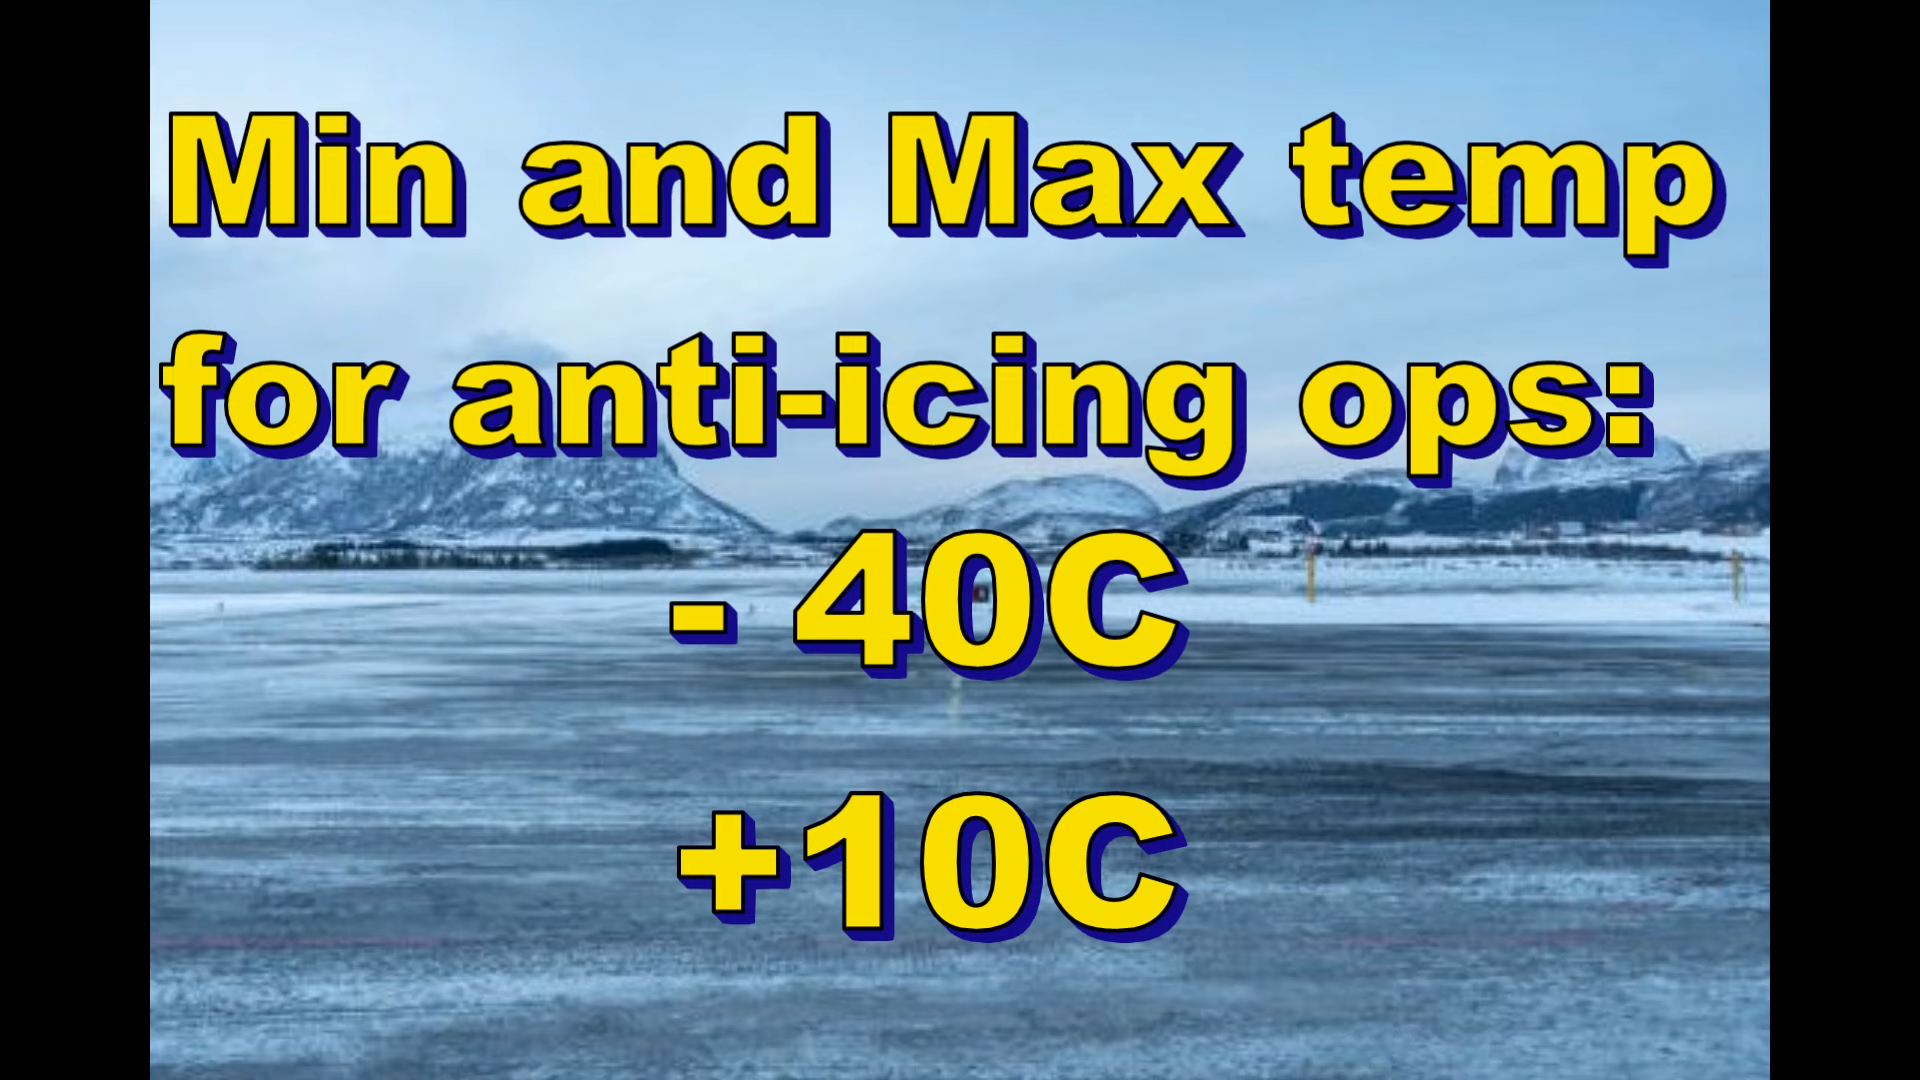 Min and Max temp
for anti-icing ops:
- 40C
+10C